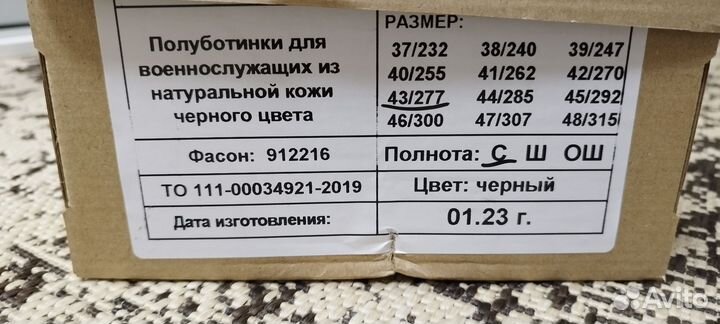 Полуботинки для
военнослужащих из
натуральной кожи
черного цвета
РАЗМЕР:
37/232 38/240 39/247
40/255 41/262 42/270
43/277 44/285 45/292
46/300 47/307 48/315
Фасон: 912216
Полнота: С Ш ОШ
ТО 111-00034921-2019
Цвет: черный
Дата изготовления:
01.23 г.
Avito